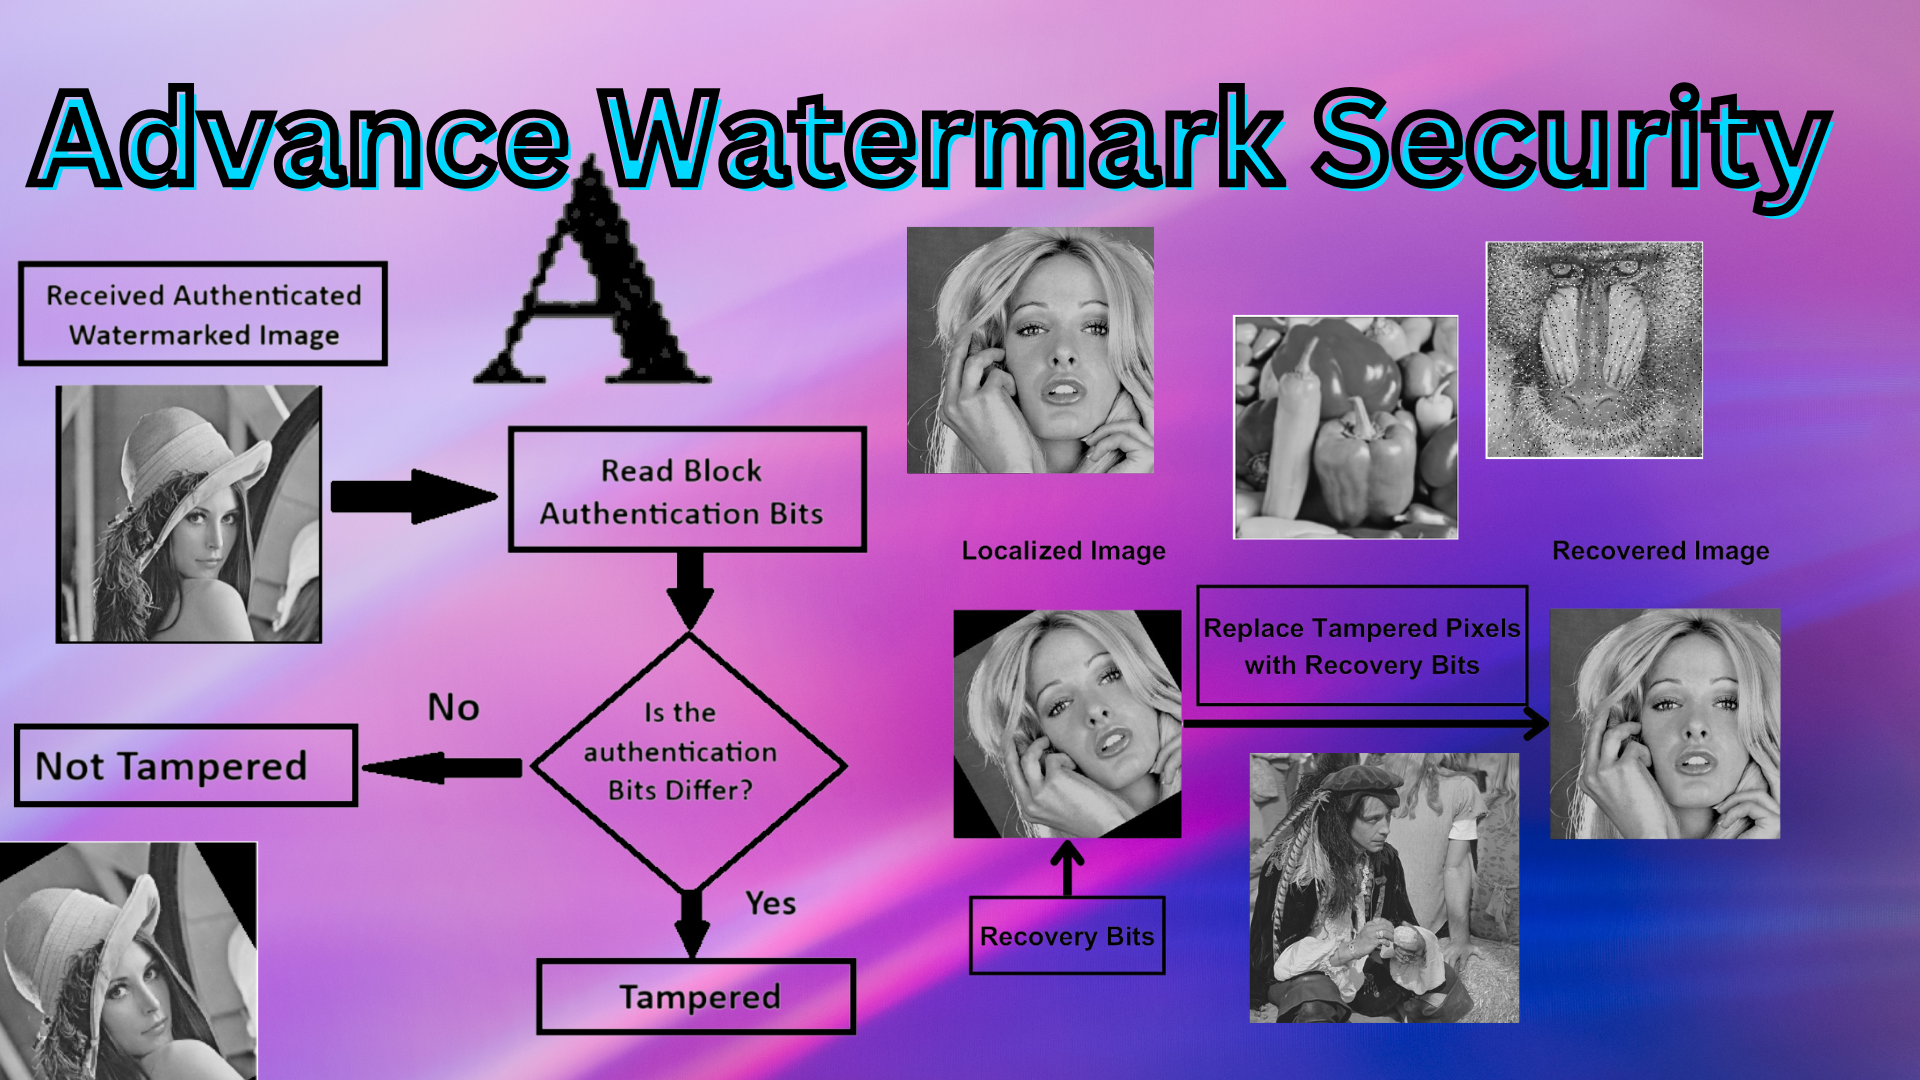 Advance Watermark Security
A
Received Authenticated
Watermarked Image
Read Block
Authentication Bits
Is the
authentication
Bits Differ?
No
Not Tampered
Yes
Tampered
Localized Image
Recovered Image
Replace Tampered Pixels
with Recovery Bits
Recovery Bits